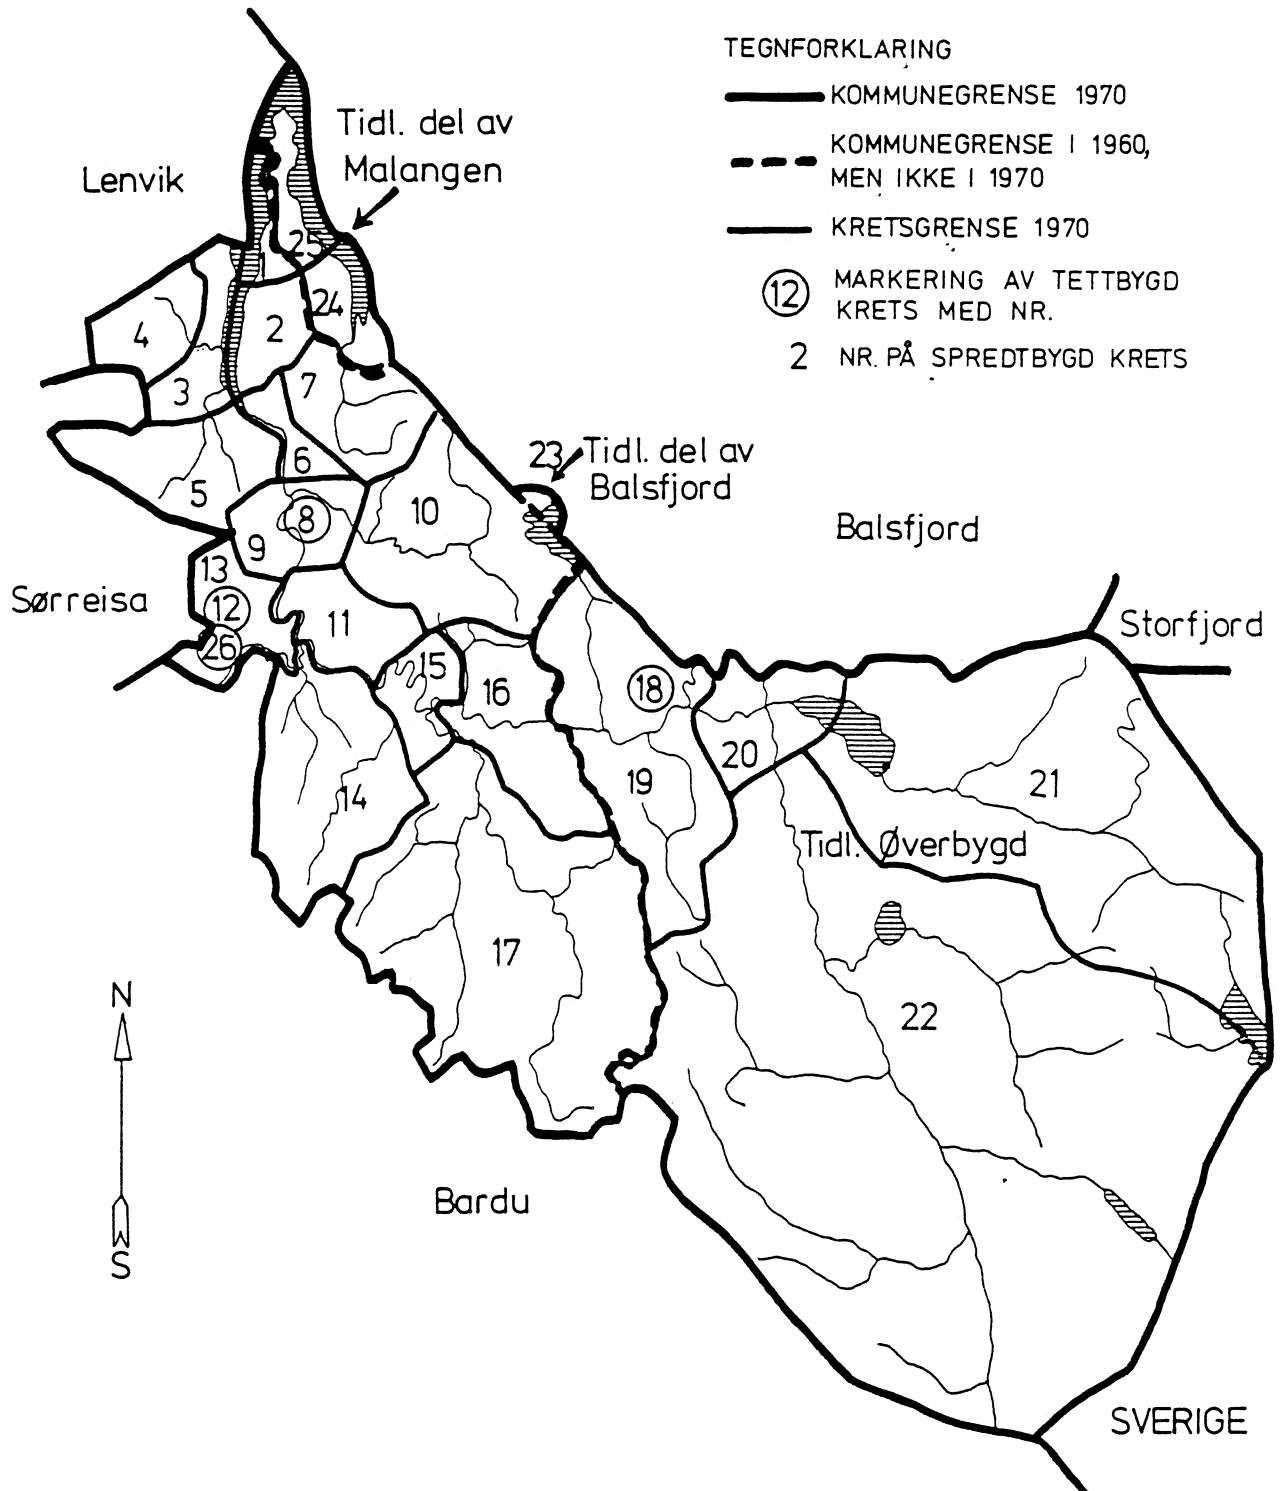 TEGNFORKLARING
KOMMUNEGRENSE 1970
KOMMUNEGRENSE I 1960,
MEN IKKE I 1970
KRETSGRENSE 1970
12
MARKERING AV TETTBYGD
KRETS MED NR.
2
NR. PÅ SPREDTBYGD KRETS
Tidl. del av
Malangen
Lenvik
25
1
24
4
2
3
7
23
Tidl. del av
Balsfjord
6
5
8
10
9
Balsfjord
13
Sørreisa
12
11
26
Storfjord
15
16
18
20
19
21
14
Tidl. Øverbygd
17
22
N
S
Bardu
SVERIGE